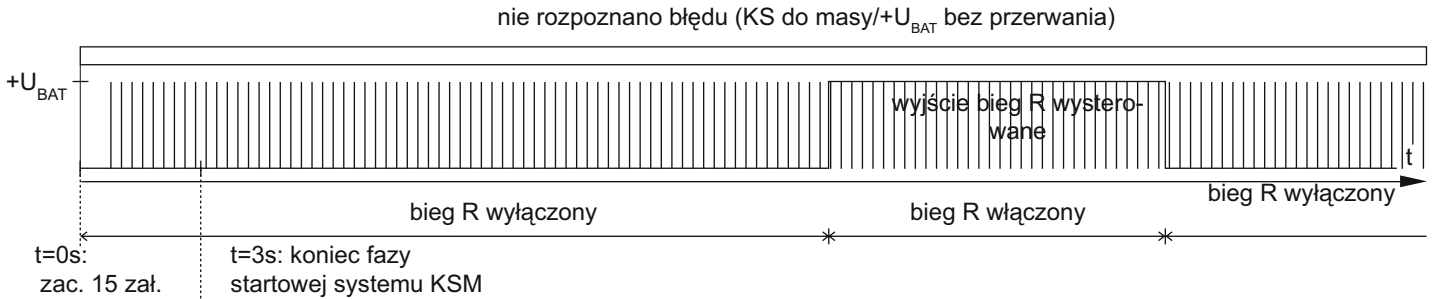 nie rozpoznano błędu (KS do masy/+U_BAT bez przerwania)
+U_BAT
wyjście bieg R wystero-
wane
t
bieg R wyłączony
bieg R włączony
bieg R wyłączony
t=0s:
zac. 15 zał.
t=3s: koniec fazy
startowej systemu KSM